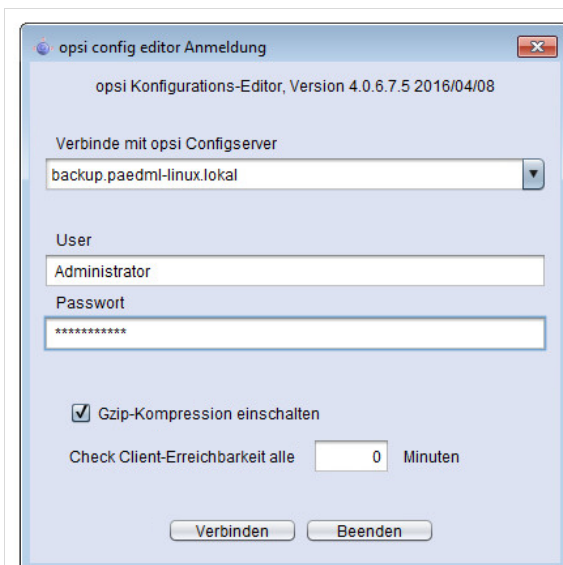 opsi config editor Anmeldung
opsi Konfigurations-Editor, Version 4.0.6.7.5 2016/04/08
Verbinde mit opsi Configserver
backup.paedml-linux.lokal
User
Administrator
Passwort
***********
Gzip-Kompression einschalten
Check Client-Erreichbarkeit alle 0 Minuten
Verbinden Beenden